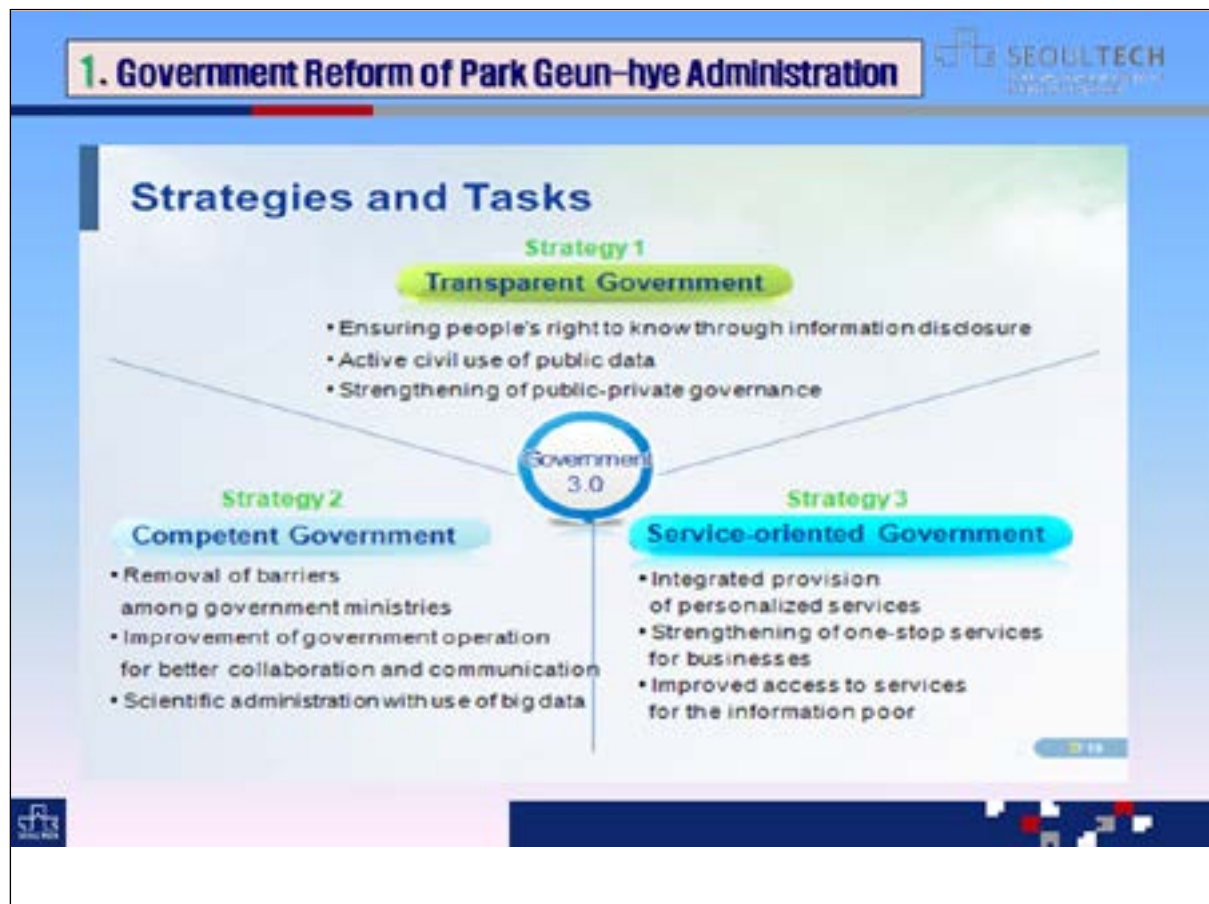 1. Government Reform of Park Geun-hye Administration
SEOULTECH
Strategies and Tasks
Strategy 1
Transparent Government
• Ensuring people's right to know through information disclosure
• Active civil use of public data
• Strengthening of public-private governance
Government
3.0
Strategy 2
Competent Government
• Removal of barriers
among government ministries
• Improvement of government operation
for better collaboration and communication
• Scientific administration with use of big data
Strategy 3
Service-oriented Government
• Integrated provision
of personalized services
• Strengthening of one-stop services
for businesses
• Improved access to services
for the information poor